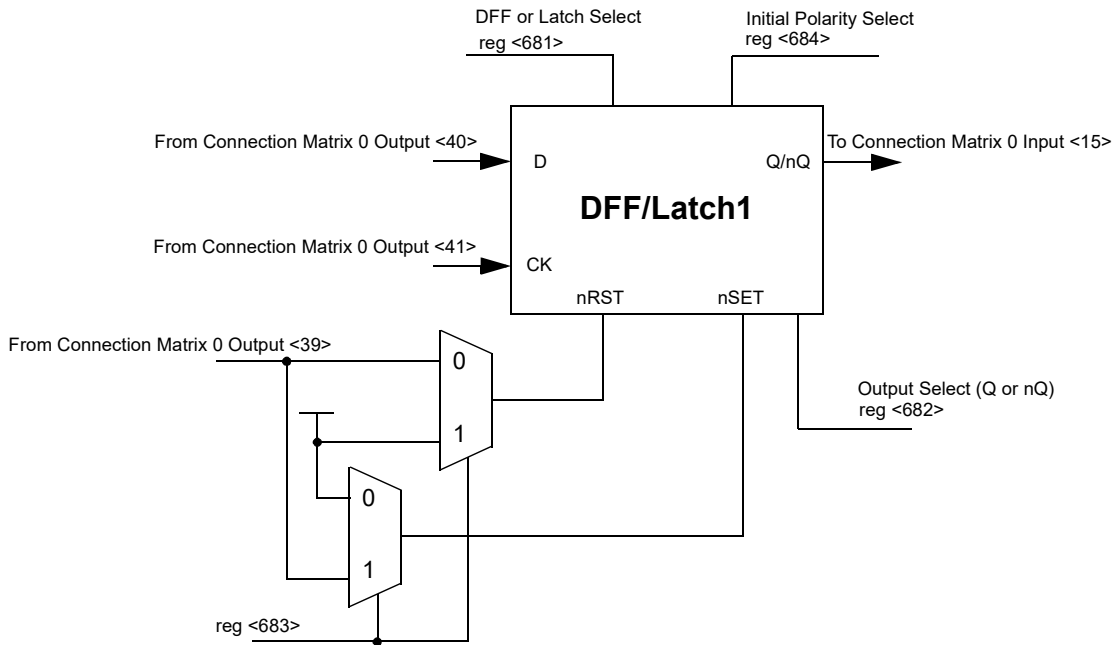 DFF or Latch Select
reg <681>
Initial Polarity Select
reg <684>
From Connection Matrix 0 Output <40>
D
Q/nQ
To Connection Matrix 0 Input <15>
DFF/Latch1
From Connection Matrix 0 Output <41>
CK
nRST
nSET
From Connection Matrix 0 Output <39>
0
1
Output Select (Q or nQ)
reg <682>
0
1
reg <683>